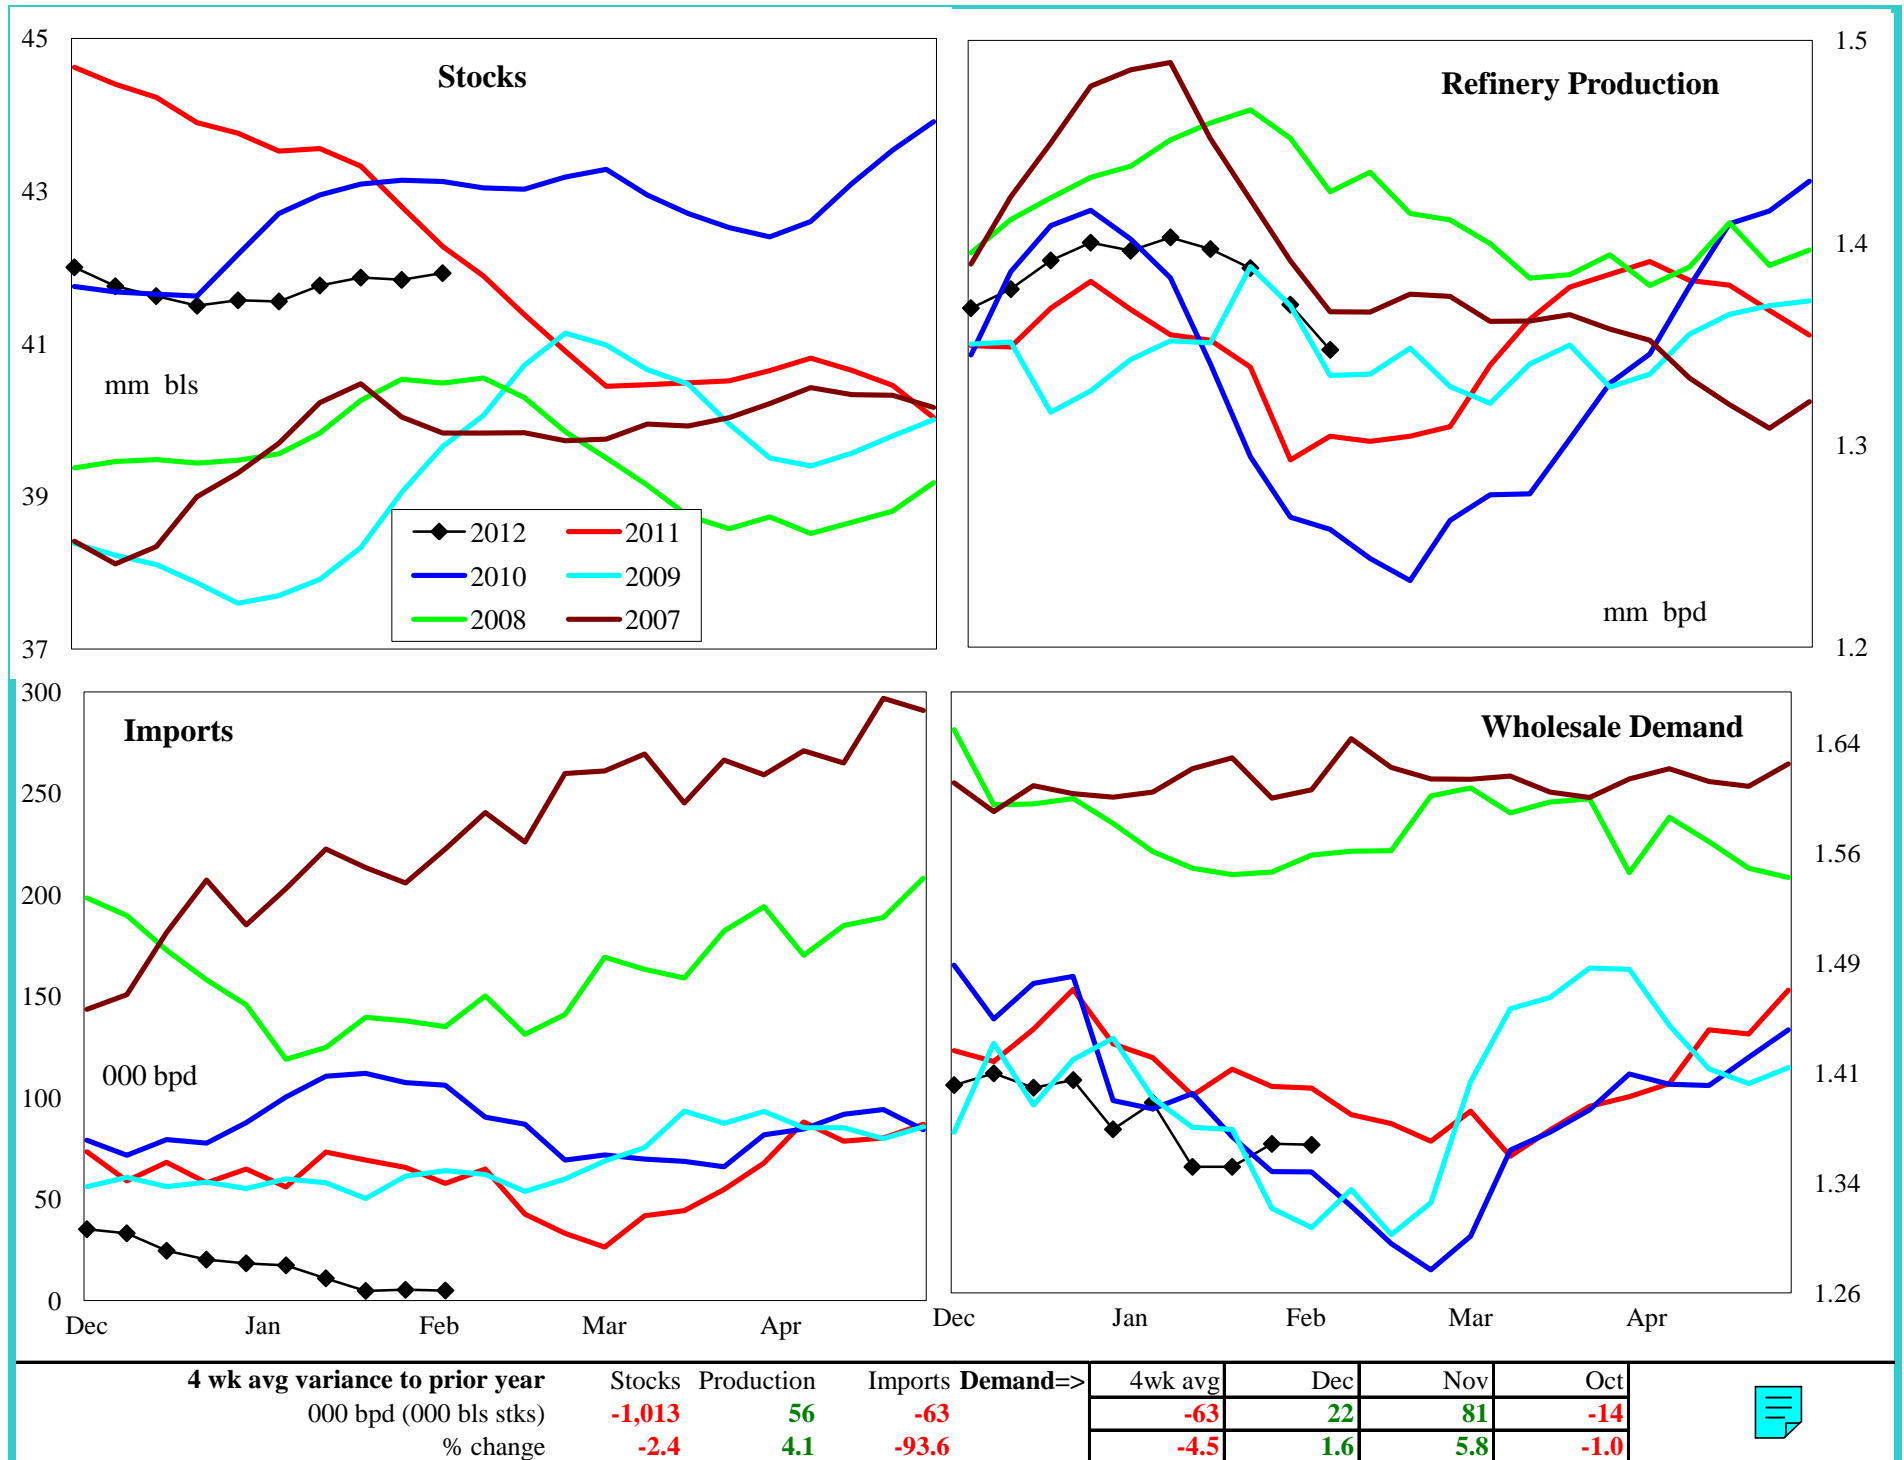 Stocks
45
43
41
39
37
mm bls
2012
2011
2010
2009
2008
2007
Refinery Production
1.5
1.4
1.3
1.2
mm bpd
Imports
300
250
200
150
100
50
0
000 bpd
Dec Jan Feb Mar Apr
Wholesale Demand
1.64
1.56
1.49
1.41
1.34
1.26
Dec Jan Feb Mar Apr
4 wk avg variance to prior year Stocks Production Imports Demand=> 4wk avg Dec Nov Oct
000 bpd (000 bls stks) -1,013 56 -63 -63 22 81 -14
% change -2.4 4.1 -93.6 -4.5 1.6 5.8 -1.0